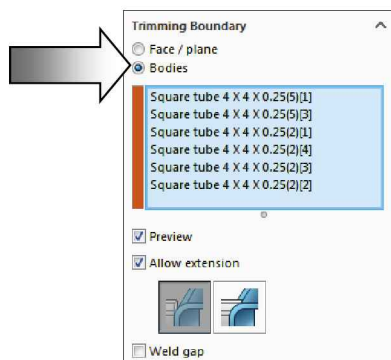 Trimming Boundary
Face / plane
Bodies
Square tube 4 X 4 X 0.25(5)[1]
Square tube 4 X 4 X 0.25(5)[3]
Square tube 4 X 4 X 0.25(2)[1]
Square tube 4 X 4 X 0.25(2)[4]
Square tube 4 X 4 X 0.25(2)[3]
Square tube 4 X 4 X 0.25(2)[2]
Preview
Allow extension
Weld gap